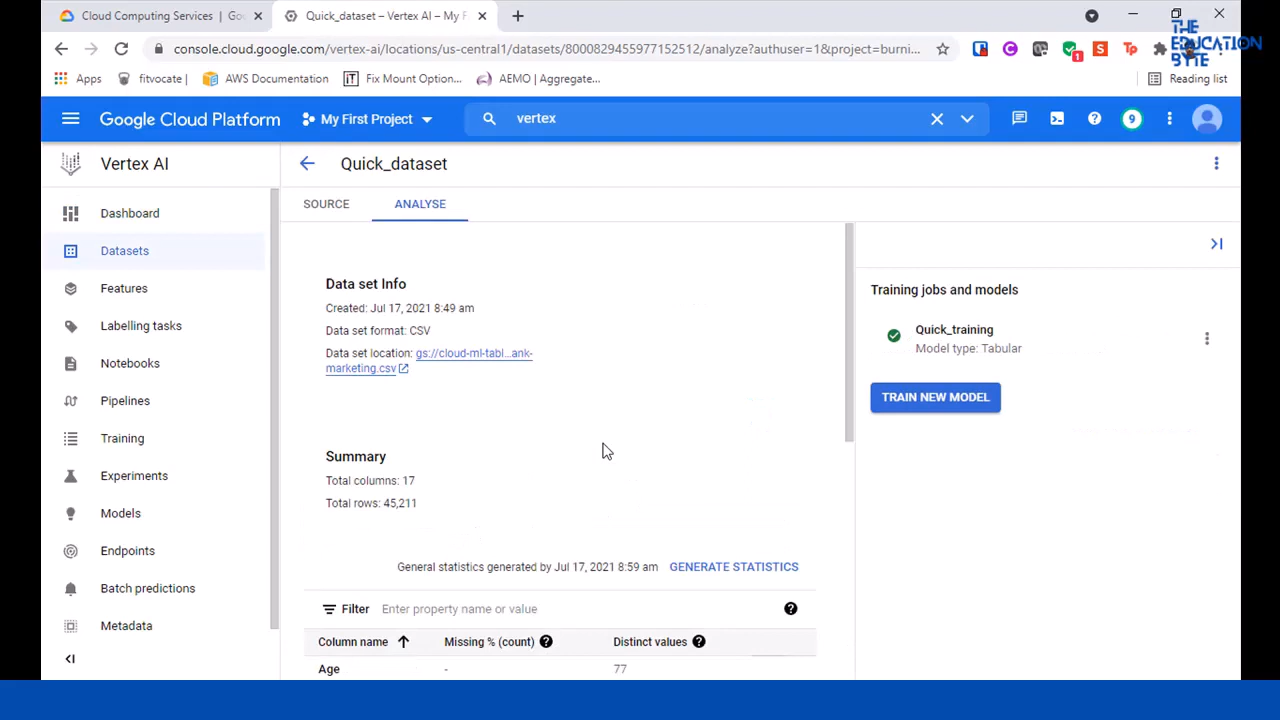 Cloud Computing Services | Go
Quick_dataset – Vertex AI – My F
THE
EDUCATION
BYTE
console.cloud.google.com/vertex-ai/locations/us-central1/datasets/8000829455977152512/analyze?authuser=1&project=burni...
1
Apps
fitvocate |
AWS Documentation
Fix Mount Option...
AEMO | Aggregate...
Reading list
Google Cloud Platform
My First Project
vertex
9
Vertex AI
Quick_dataset
SOURCE
ANALYSE
Dashboard
Datasets
Features
Labelling tasks
Notebooks
Pipelines
Training
Experiments
Models
Endpoints
Batch predictions
Metadata
Data set Info
Created: Jul 17, 2021 8:49 am
Data set format: CSV
Data set location: gs://cloud-ml-tabl...ank-
marketing.csv
Summary
Total columns: 17
Total rows: 45,211
General statistics generated by Jul 17, 2021 8:59 am
GENERATE STATISTICS
Filter
Enter property name or value
Column name
Missing % (count)
Distinct values
Age
-
77
Training jobs and models
Quick_training
Model type: Tabular
TRAIN NEW MODEL